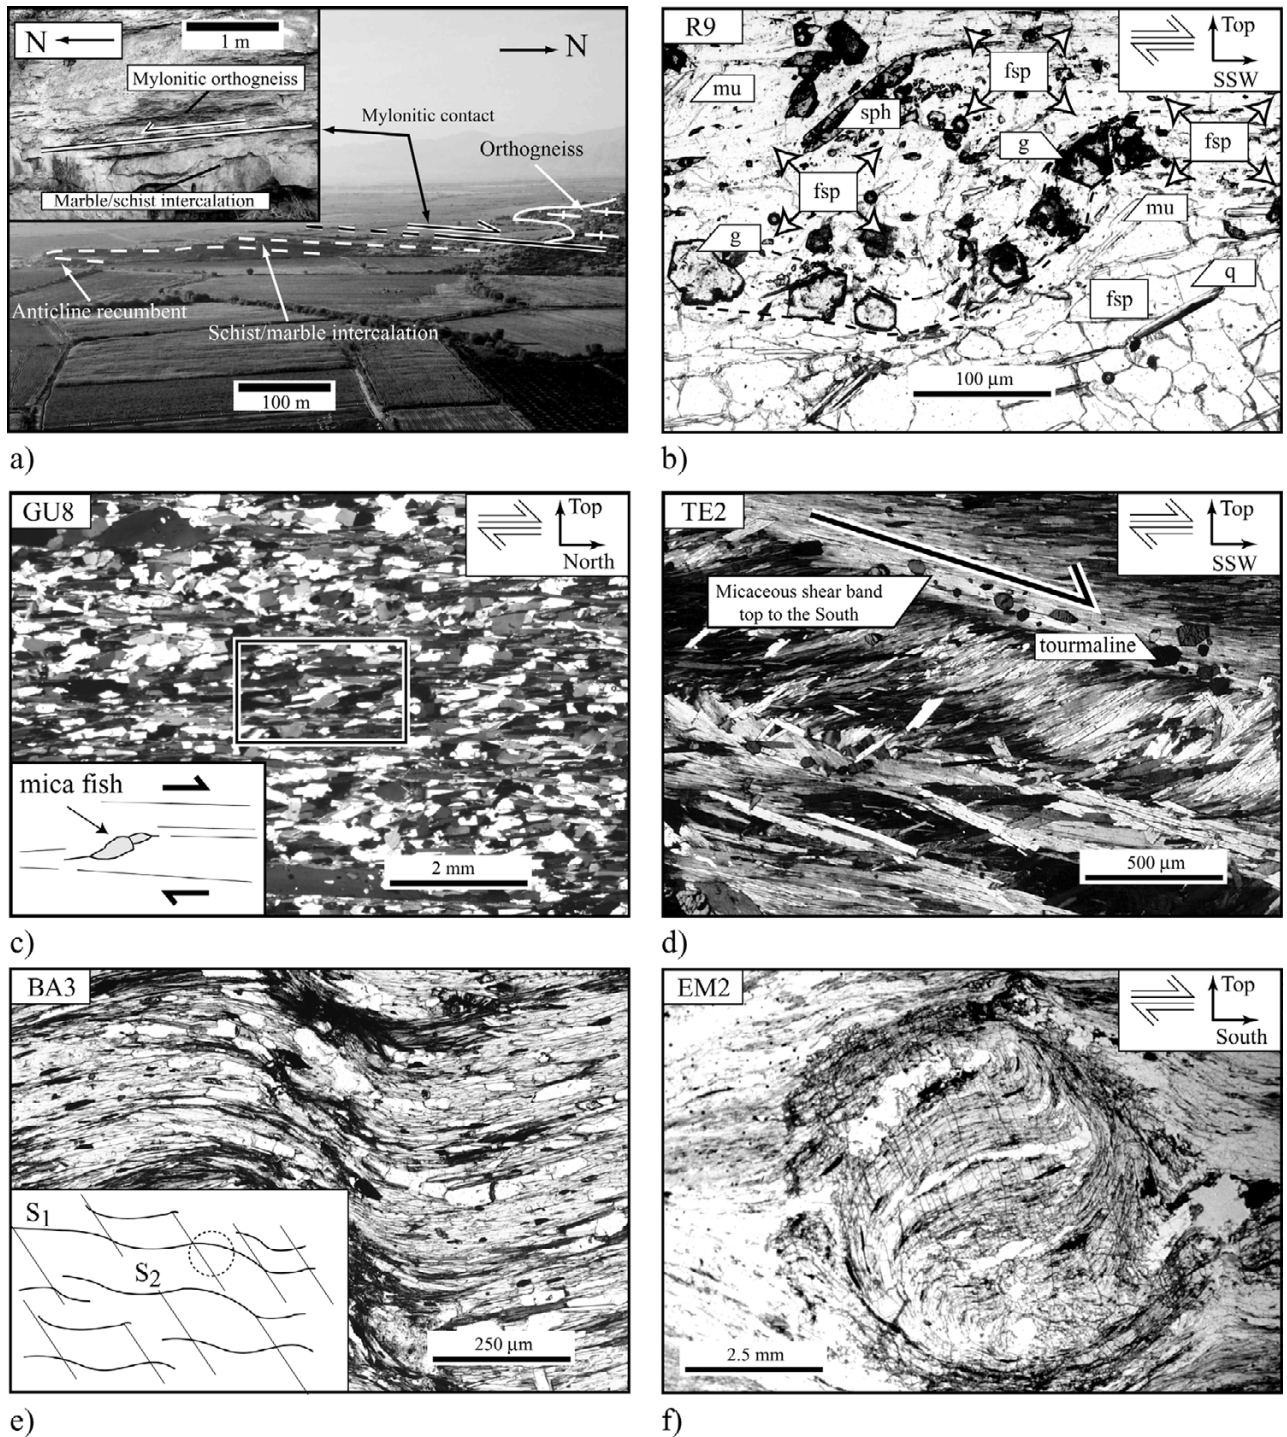 N
1 m
Mylonitic orthogneiss
Marble/schist intercalation
N
Mylonitic contact
Orthogneiss
Anticline recumbent
Schist/marble intercalation
100 m
a)
R9
Top
SSW
mu
sph
fsp
g
fsp
fsp
mu
g
q
fsp
100 µm
b)
GU8
Top
North
mica fish
2 mm
c)
TE2
Top
SSW
Micaceous shear band
top to the South
tourmaline
500 µm
d)
BA3
S1
S2
250 µm
e)
EM2
Top
South
2.5 mm
f)